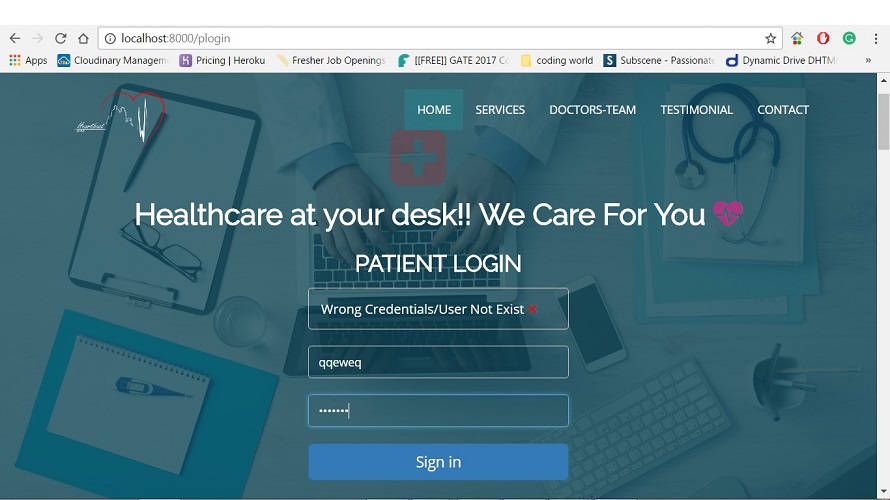 localhost:8000/plogin
Apps Cloudinary Managem Pricing | Heroku Fresher Job Openings [[FREE]] GATE 2017 Co coding world Subscene - Passionate Dynamic Drive DHTM »
HOME SERVICES DOCTORS-TEAM TESTIMONIAL CONTACT
Healthcare at your desk!! We Care For You
PATIENT LOGIN
Wrong Credentials/User Not Exist
qqeweq
•••••••
Sign in